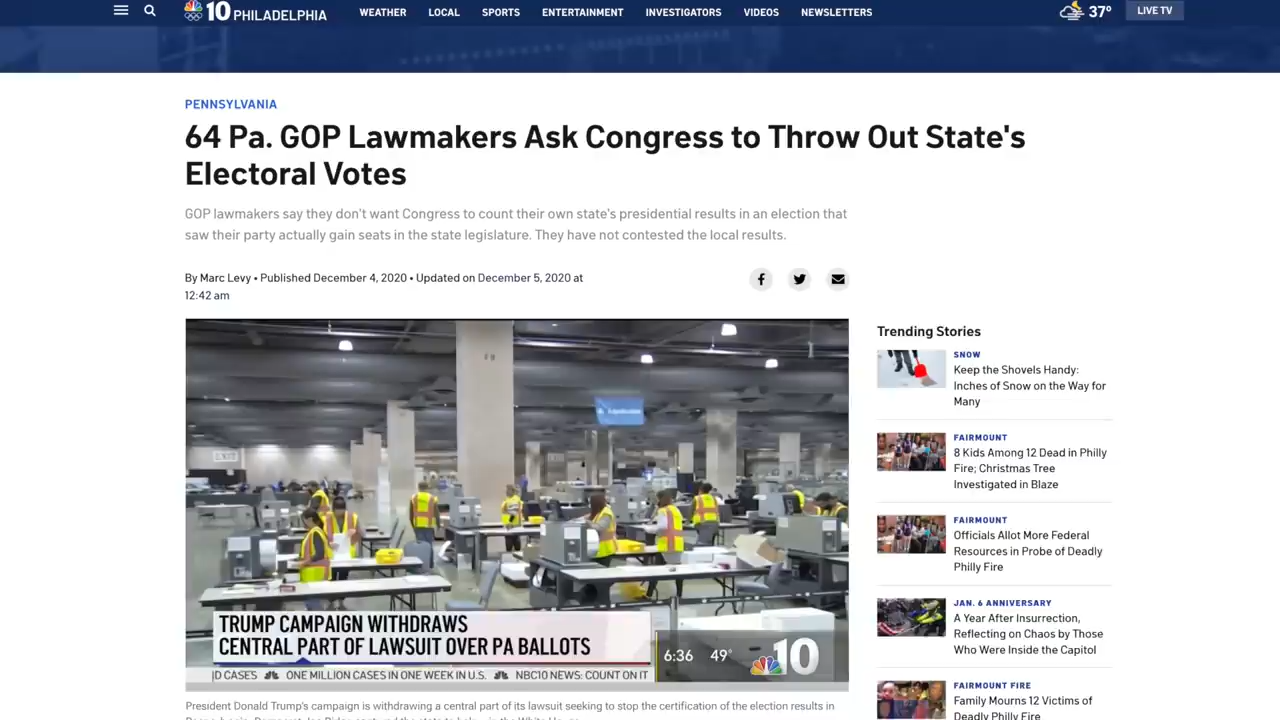 10 PHILADELPHIA
WEATHER LOCAL SPORTS ENTERTAINMENT INVESTIGATORS VIDEOS NEWSLETTERS
37°
LIVE TV
PENNSYLVANIA
64 Pa. GOP Lawmakers Ask Congress to Throw Out State's
Electoral Votes
GOP lawmakers say they don't want Congress to count their own state's presidential results in an election that
saw their party actually gain seats in the state legislature. They have not contested the local results.
By Marc Levy • Published December 4, 2020 • Updated on December 5, 2020 at
12:42 am
TRUMP CAMPAIGN WITHDRAWS
CENTRAL PART OF LAWSUIT OVER PA BALLOTS
6:36 49°
10
D CASES ONE MILLION CASES IN ONE WEEK IN U.S. NBC10 NEWS: COUNT ON IT
President Donald Trump's campaign is withdrawing a central part of its lawsuit seeking to stop the certification of the election results in
Trending Stories
SNOW
Keep the Shovels Handy:
Inches of Snow on the Way for
Many
FAIRMOUNT
8 Kids Among 12 Dead in Philly
Fire; Christmas Tree
Investigated in Blaze
FAIRMOUNT
Officials Allot More Federal
Resources in Probe of Deadly
Philly Fire
JAN. 6 ANNIVERSARY
A Year After Insurrection,
Reflecting on Chaos by Those
Who Were Inside the Capitol
FAIRMOUNT FIRE
Family Mourns 12 Victims of
Deadly Philly Fire